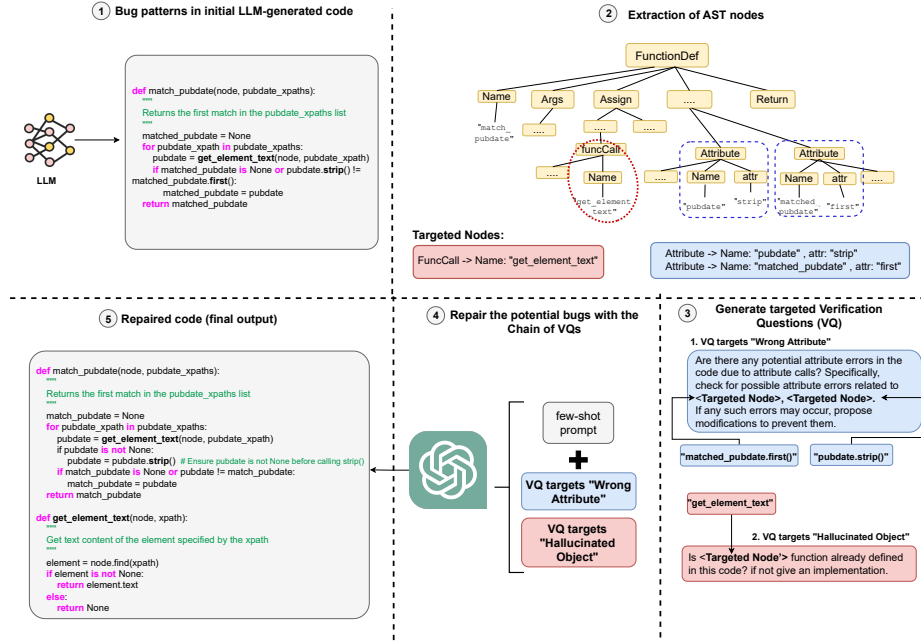 1 Bug patterns in initial LLM-generated code
LLM
def match_pubdate(node, pubdate_xpaths):
"""
Returns the first match in the pubdate_xpaths list
"""
matched_pubdate = None
for pubdate_xpath in pubdate_xpaths:
pubdate = get_element_text(node, pubdate_xpath)
if matched_pubdate is None or pubdate.strip() !=
matched_pubdate.first():
matched_pubdate = pubdate
return matched_pubdate
2 Extraction of AST nodes
FunctionDef
Name Args Assign .... Return
"match_
pubdate"
.... .... .... ....
funcCall Attribute Attribute
.... Name .... Name attr Name attr ....
"get_element_
text"
"pubdate" "strip" "matched_
pubdate" "first"
Targeted Nodes:
FuncCall -> Name: "get_element_text"
Attribute -> Name: "pubdate" , attr: "strip"
Attribute -> Name: "matched_pubdate" , attr: "first"
3 Generate targeted Verification
Questions (VQ)
1. VQ targets "Wrong Attribute"
Are there any potential attribute errors in the
code due to attribute calls? Specifically,
check for possible attribute errors related to
<Targeted Node>, <Targeted Node>.
If any such errors may occur, propose
modifications to prevent them.
"matched_pubdate.first()" "pubdate.strip()"
"get_element_text"
2. VQ targets "Hallucinated Object"
Is <Targeted Node'> function already defined
in this code? if not give an implementation.
4 Repair the potential bugs with the
Chain of VQs
few-shot
prompt
VQ targets "Wrong
Attribute"
VQ targets
"Hallucinated
Object"
5 Repaired code (final output)
def match_pubdate(node, pubdate_xpaths):
"""
Returns the first match in the pubdate_xpaths list
"""
match_pubdate = None
for pubdate_xpath in pubdate_xpaths:
pubdate = get_element_text(node, pubdate_xpath)
if pubdate is not None:
pubdate = pubdate.strip() # Ensure pubdate is not None before calling strip()
if match_pubdate is None or pubdate != match_pubdate:
match_pubdate = pubdate
return match_pubdate
def get_element_text(node, xpath):
"""
Get text content of the element specified by the xpath
"""
element = node.find(xpath)
if element is not None:
return element.text
else:
return None